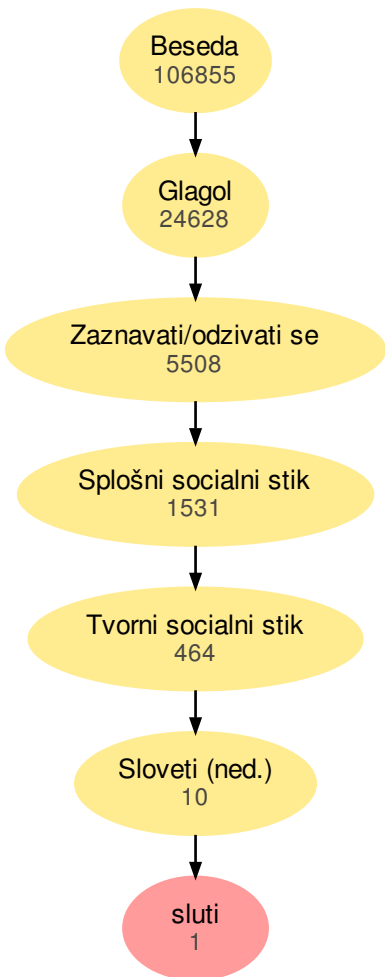 Beseda
106855
Glagol
24628
Zaznavati/odzivati se
5508
Splošni socialni stik
1531
Tvorni socialni stik
464
Sloveti (ned.)
10
sluti
1